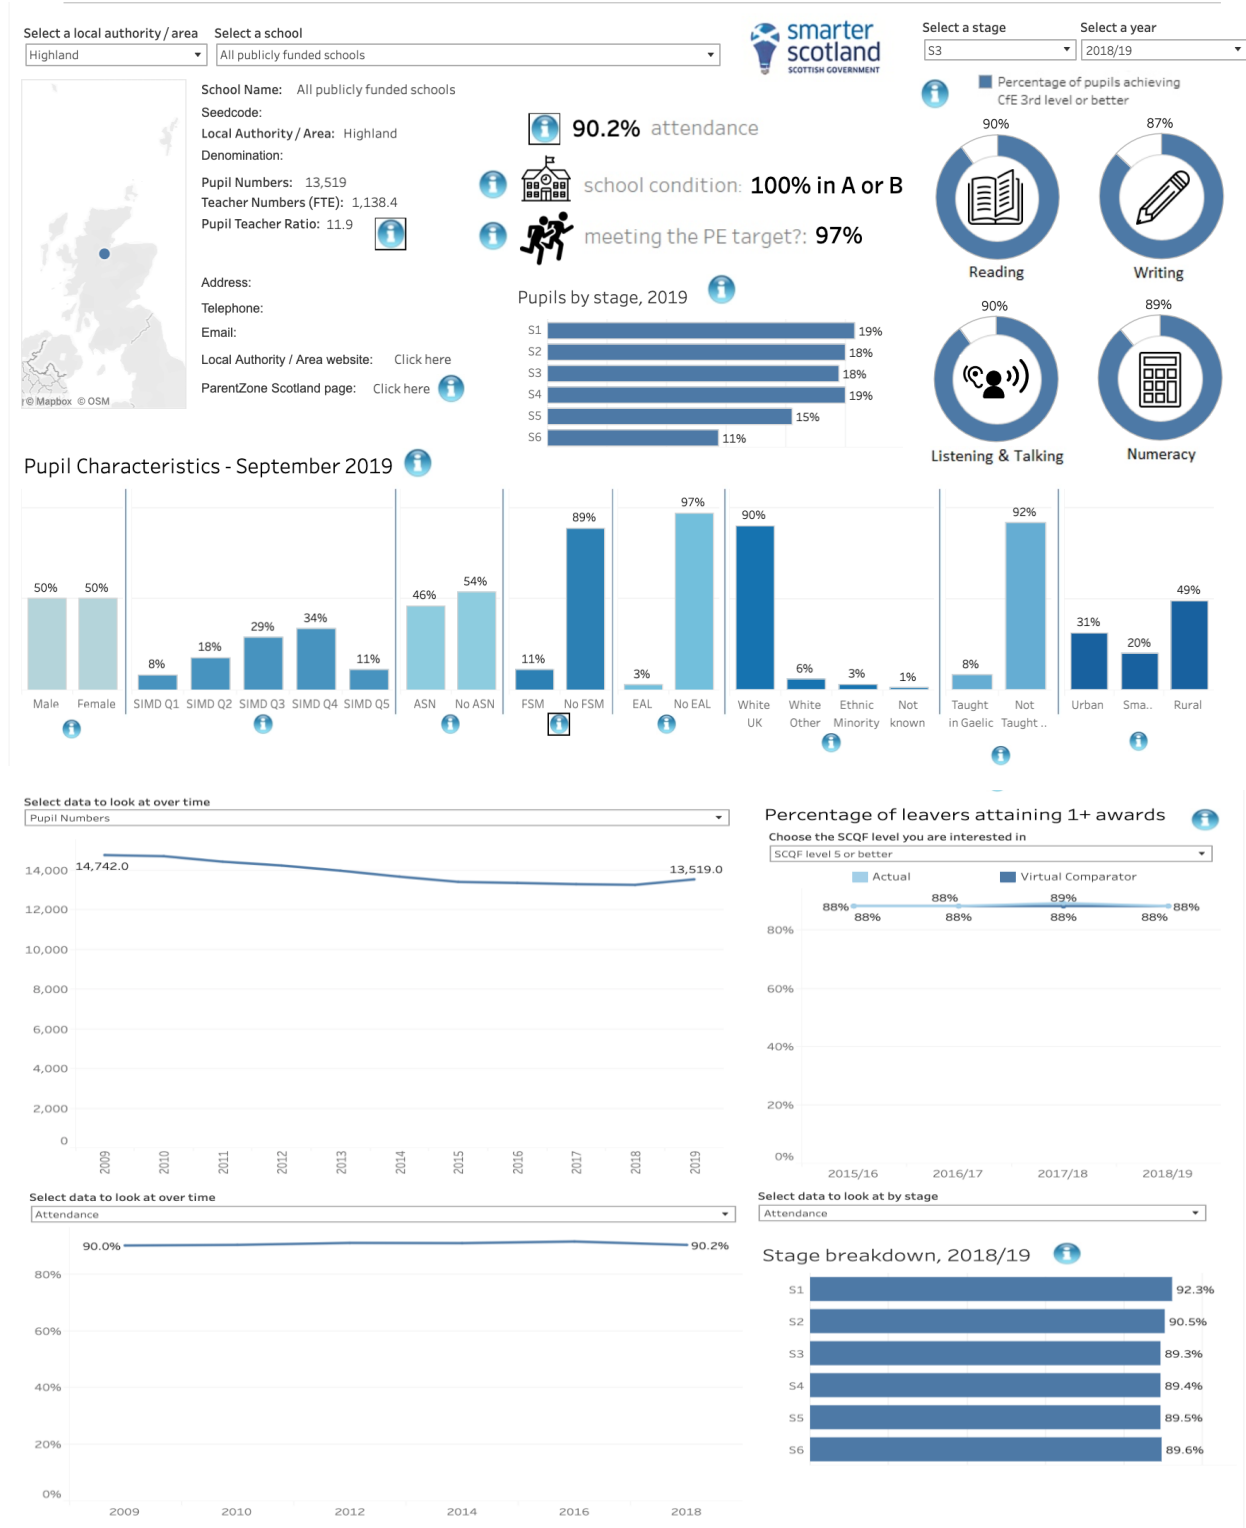 Select a local authority / area
Select a school
Select a stage
Select a year
Highland
All publicly funded schools
S3
2018/19
smarter
scotland
SCOTTISH GOVERNMENT
School Name: All publicly funded schools
Seedcode:
Local Authority / Area: Highland
Denomination:
Pupil Numbers: 13,519
Teacher Numbers (FTE): 1,138.4
Pupil Teacher Ratio: 11.9
Address:
Telephone:
Email:
Local Authority / Area website: Click here
ParentZone Scotland page: Click here
© Mapbox © OSM
90.2% attendance
school condition: 100% in A or B
meeting the PE target?: 97%
Pupils by stage, 2019
S1 19%
S2 18%
S3 18%
S4 19%
S5 15%
S6 11%
Percentage of pupils achieving
CfE 3rd level or better
90%
87%
Reading
Writing
90%
89%
Listening & Talking
Numeracy
Pupil Characteristics - September 2019
50% 50% 8% 18% 29% 34% 11% 46% 54% 11% 89% 3% 97% 90% 6% 3% 1% 8% 92% 31% 20% 49%
Male Female SIMD Q1 SIMD Q2 SIMD Q3 SIMD Q4 SIMD Q5 ASN No ASN FSM No FSM EAL No EAL White White Ethnic Not Taught Not Urban Sma.. Rural
UK Other Minority known in Gaelic Taught ..
Select data to look at over time
Pupil Numbers
14,742.0
13,519.0
14,000
12,000
10,000
8,000
6,000
4,000
2,000
0
2009 2010 2011 2012 2013 2014 2015 2016 2017 2018 2019
Percentage of leavers attaining 1+ awards
Choose the SCQF level you are interested in
SCQF level 5 or better
Actual Virtual Comparator
88% 88% 89% 88%
88% 88% 88% 88%
80%
60%
40%
20%
0%
2015/16 2016/17 2017/18 2018/19
Select data to look at over time
Attendance
90.0% 90.2%
80%
60%
40%
20%
0%
2009 2010 2012 2014 2016 2018
Select data to look at by stage
Attendance
Stage breakdown, 2018/19
S1 92.3%
S2 90.5%
S3 89.3%
S4 89.4%
S5 89.5%
S6 89.6%